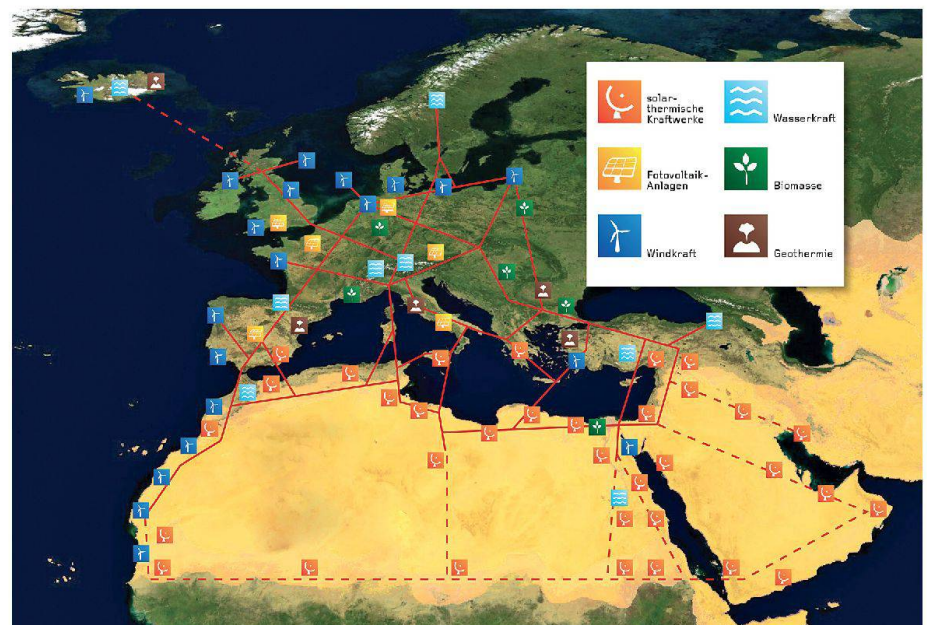 solar-
thermische
Kraftwerke
Wasserkraft
Fotovoltaik-
Anlagen
Biomasse
Windkraft
Geothermie